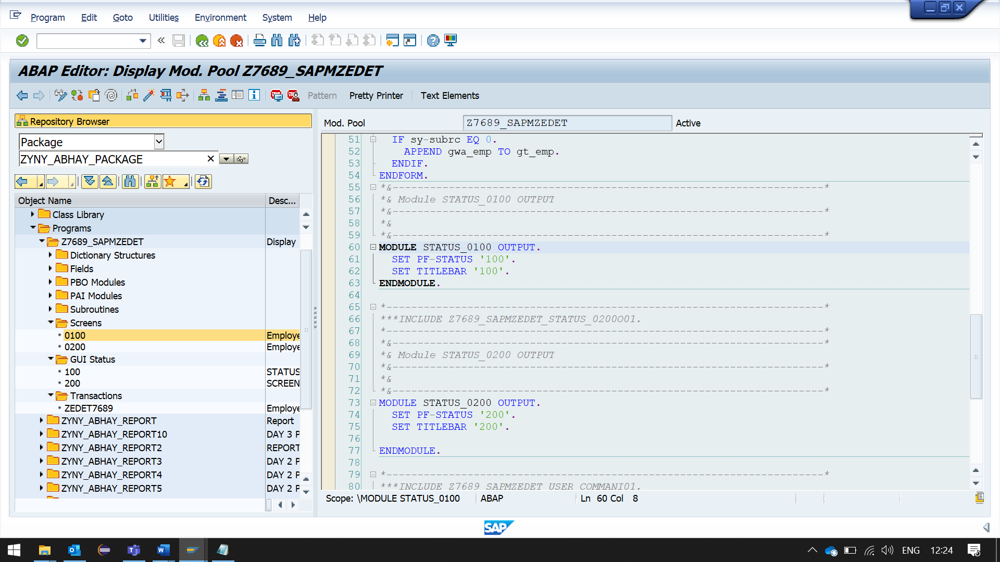 Program Edit Goto Utilities Environment System Help
ABAP Editor: Display Mod. Pool Z7689_SAPMZEDET
Pattern Pretty Printer Text Elements
Repository Browser
Package
ZYNY_ABHAY_PACKAGE
Object Name Desc...
Class Library
Programs
Z7689_SAPMZEDET Display
Dictionary Structures
Fields
PBO Modules
PAI Modules
Subroutines
Screens
0100 Employe
0200 Employe
GUI Status
100 STATUS
200 SCREEN
Transactions
ZEDET7689 Employe
ZYNY_ABHAY_REPORT Report
ZYNY_ABHAY_REPORT10 DAY 3 P
ZYNY_ABHAY_REPORT2 REPORT
ZYNY_ABHAY_REPORT3 DAY 2 P
ZYNY_ABHAY_REPORT4 DAY 2 P
ZYNY_ABHAY_REPORT5 DAY 2 P
Mod. Pool Z7689_SAPMZEDET Active
51 IF sy-subrc EQ 0.
52 APPEND gwa_emp TO gt_emp.
53 ENDIF.
54 ENDFORM.
55 *&---------------------------------------------------------------------*
56 *& Module STATUS_0100 OUTPUT
57 *&---------------------------------------------------------------------*
58 *&
59 *&---------------------------------------------------------------------*
60 MODULE STATUS_0100 OUTPUT.
61 SET PF-STATUS '100'.
62 SET TITLEBAR '100'.
63 ENDMODULE.
64
65 *----------------------------------------------------------------------*
66 ***INCLUDE Z7689_SAPMZEDET_STATUS_0200O01.
67 *----------------------------------------------------------------------*
68 *&---------------------------------------------------------------------*
69 *& Module STATUS_0200 OUTPUT
70 *&---------------------------------------------------------------------*
71 *&
72 *&---------------------------------------------------------------------*
73 MODULE STATUS_0200 OUTPUT.
74 SET PF-STATUS '200'.
75 SET TITLEBAR '200'.
76
77 ENDMODULE.
78
79 *----------------------------------------------------------------------*
80 ***INCLUDE Z7689_SAPMZEDET_USER_COMMANI01.
Scope: \MODULE STATUS_0100 ABAP Ln 60 Col 8
SAP
ENG 12:24